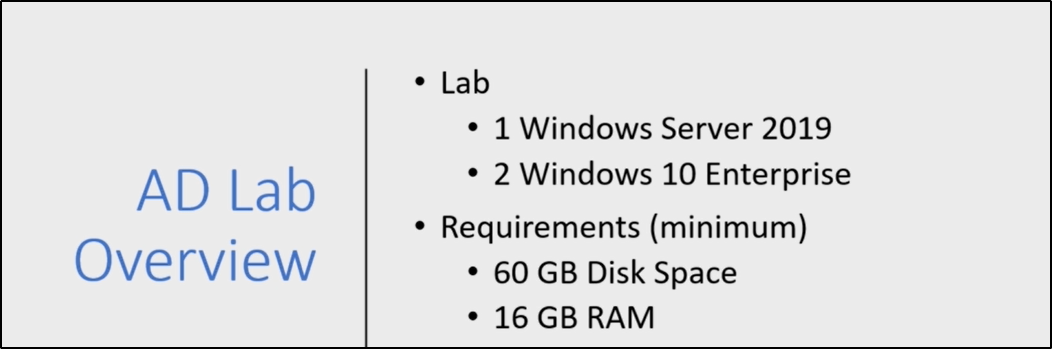 AD Lab
Overview
• Lab
• 1 Windows Server 2019
• 2 Windows 10 Enterprise
• Requirements (minimum)
• 60 GB Disk Space
• 16 GB RAM